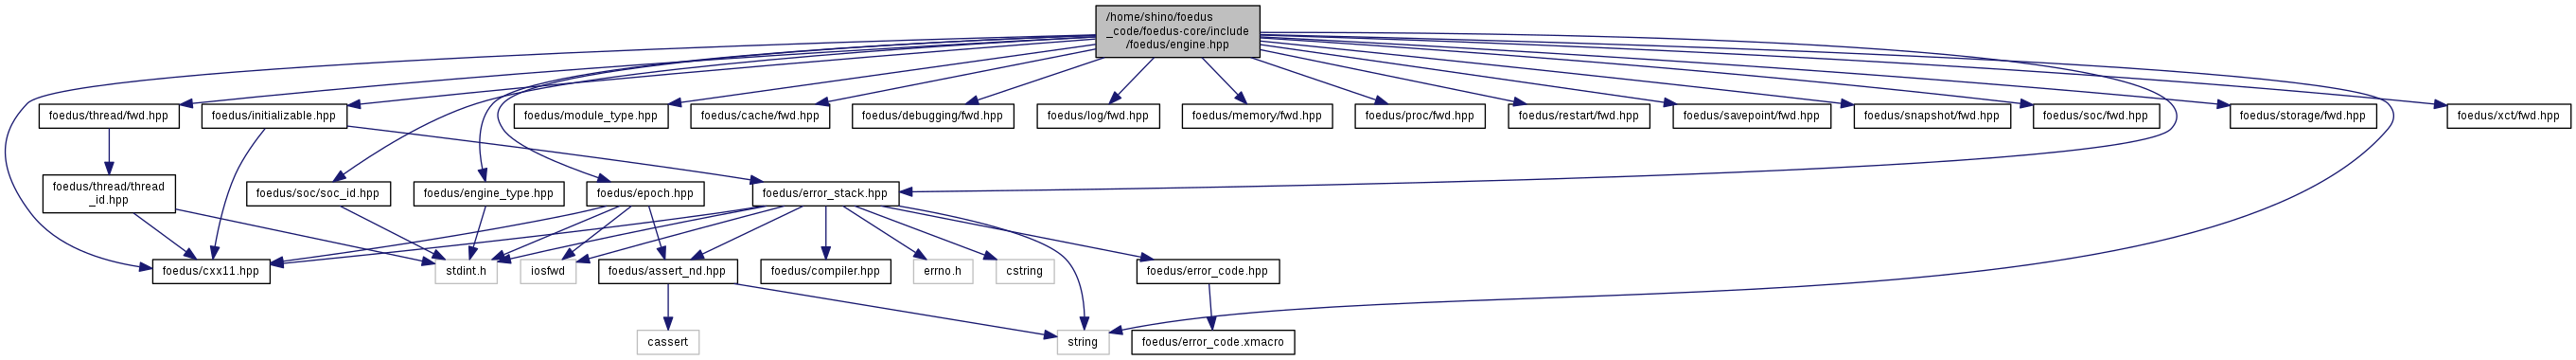 /home/shino/foedus
_code/foedus-core/include
/foedus/engine.hpp
foedus/thread/fwd.hpp
foedus/initializable.hpp
foedus/module_type.hpp
foedus/cache/fwd.hpp
foedus/debugging/fwd.hpp
foedus/log/fwd.hpp
foedus/memory/fwd.hpp
foedus/proc/fwd.hpp
foedus/restart/fwd.hpp
foedus/savepoint/fwd.hpp
foedus/snapshot/fwd.hpp
foedus/soc/fwd.hpp
foedus/storage/fwd.hpp
foedus/xct/fwd.hpp
foedus/thread/thread
_id.hpp
foedus/soc/soc_id.hpp
foedus/engine_type.hpp
foedus/epoch.hpp
foedus/error_stack.hpp
foedus/cxx11.hpp
stdint.h
iosfwd
foedus/assert_nd.hpp
foedus/compiler.hpp
errno.h
cstring
foedus/error_code.hpp
cassert
string
foedus/error_code.xmacro